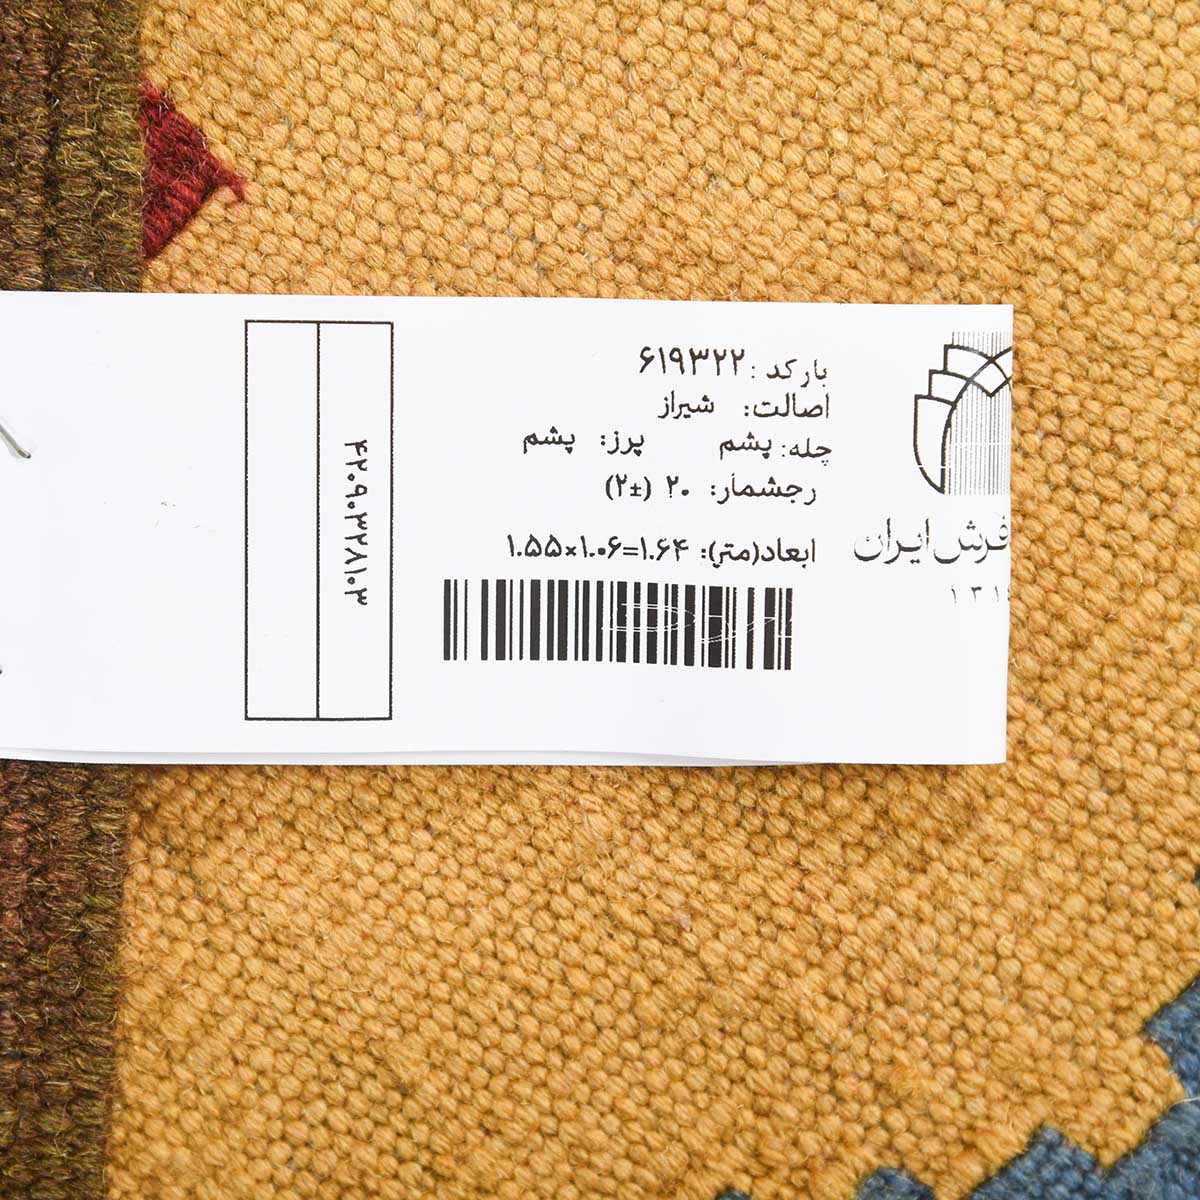 بارکد: ۶۱۹۳۲۲
اصالت: شیراز
چله: پشم پرز: پشم
رجشمار: ۲۰ (±۲)
ابعاد(متر): ۱.۵۵×۱.۰۶=۱.۶۴
فرش ایران
۴۲۰۹۰۳۲۸۱۰۳